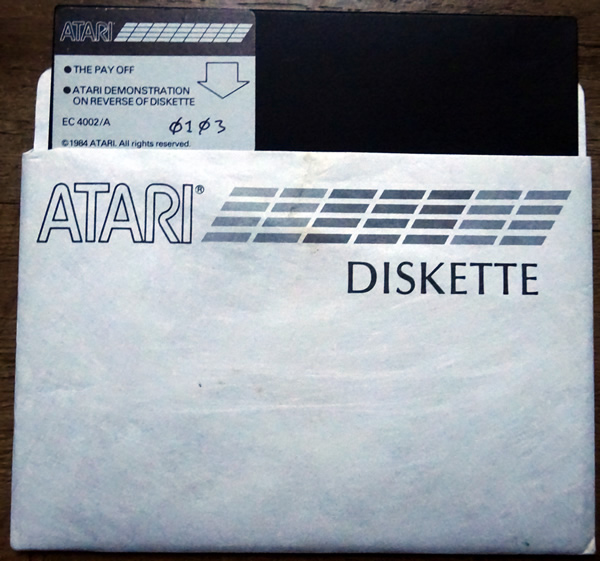 ATARI
• THE PAY OFF
• ATARI DEMONSTRATION
ON REVERSE OF DISKETTE
EC 4002/A
Ø1Ø3
© 1984 ATARI. All rights reserved.
ATARI®
DISKETTE